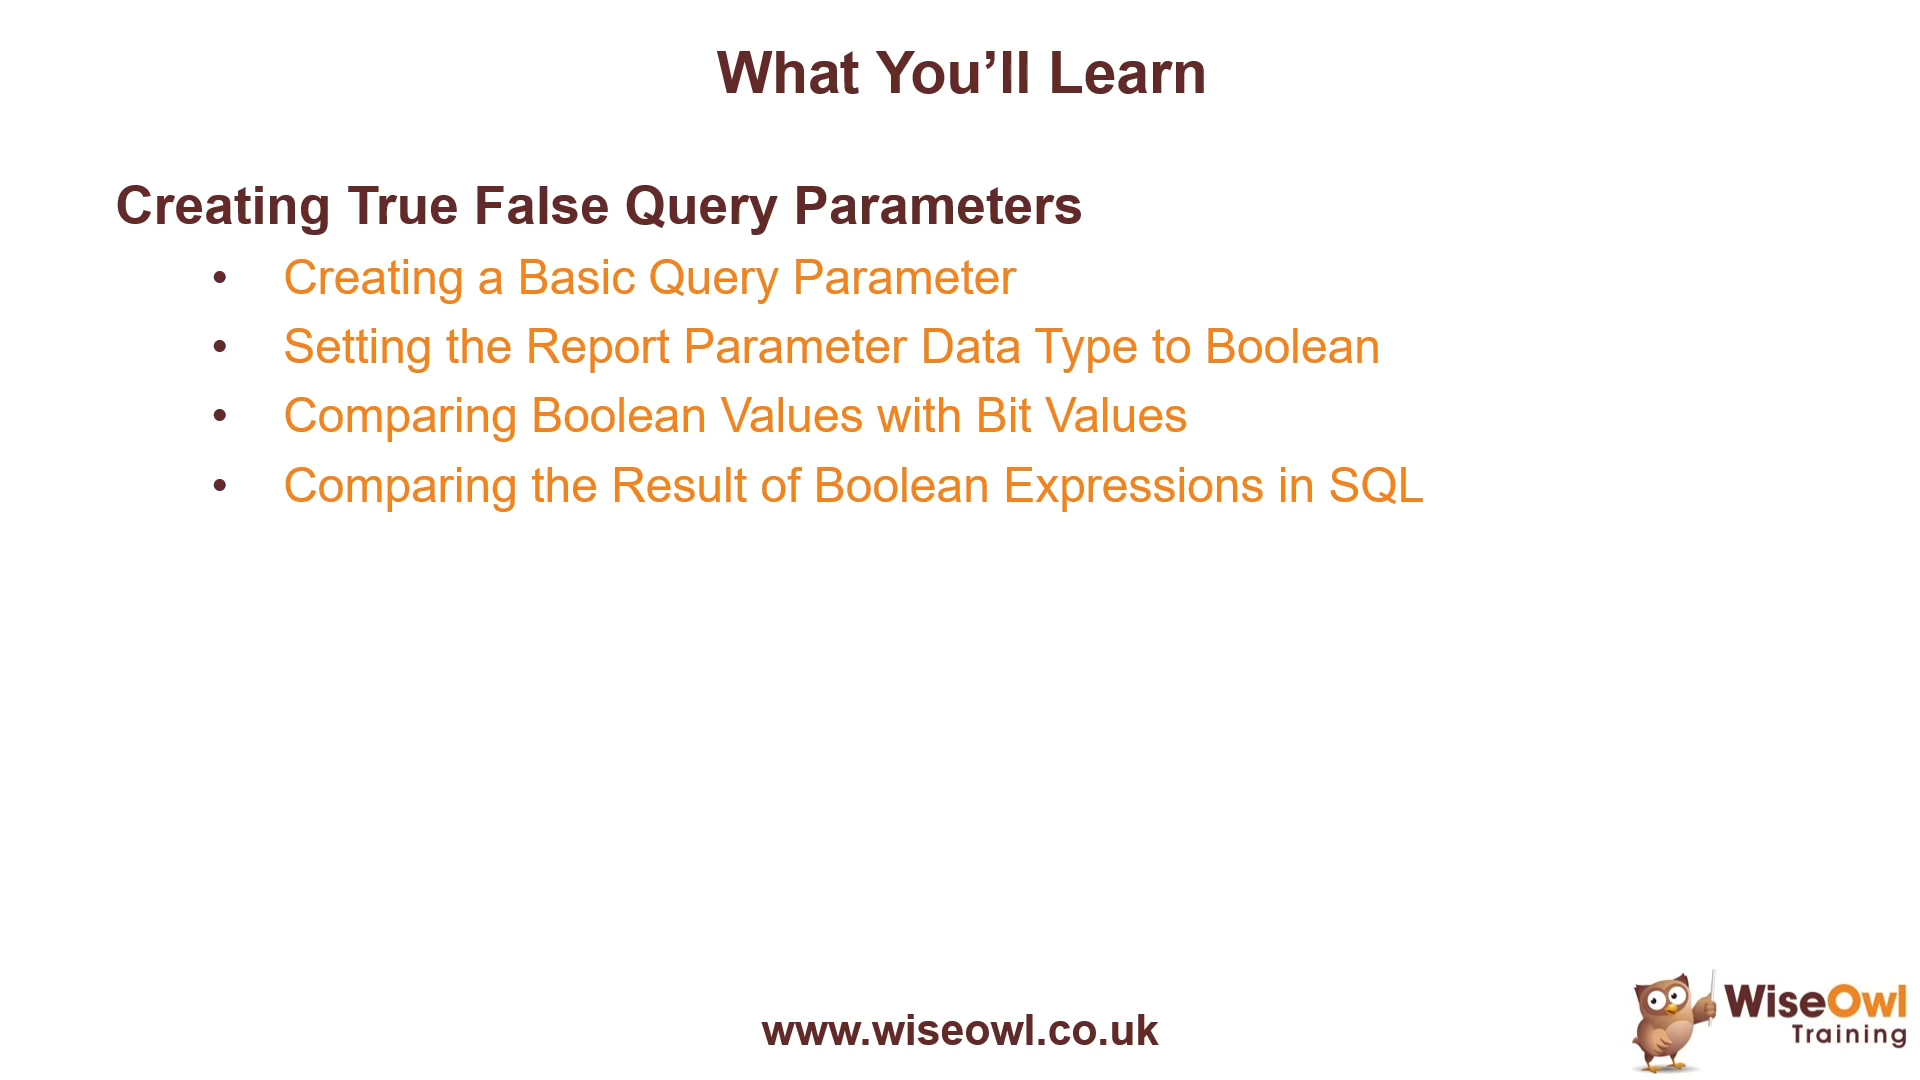 What You’ll Learn
Creating True False Query Parameters
• Creating a Basic Query Parameter
• Setting the Report Parameter Data Type to Boolean
• Comparing Boolean Values with Bit Values
• Comparing the Result of Boolean Expressions in SQL
www.wiseowl.co.uk
WiseOwl
Training